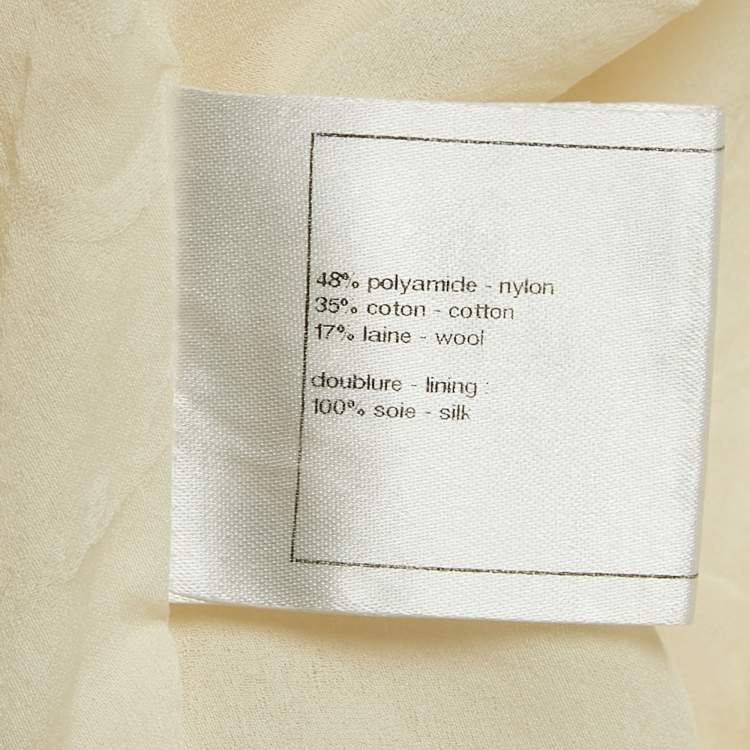 48% polyamide - nylon
35% coton - cotton
17% laine - wool
doublure - lining :
100% soie - silk